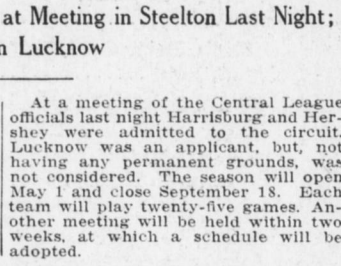 at Meeting in Steelton Last Night;
n Lucknow
At a meeting of the Central League
officials last night Harrisburg and Her-
shey were admitted to the circuit.
Lucknow was an applicant, but, not
having any permanent grounds, was
not considered. The season will open
May 1 and close September 18. Each
team will play twenty-five games. An-
other meeting will be held within two
weeks, at which a schedule will be
adopted.